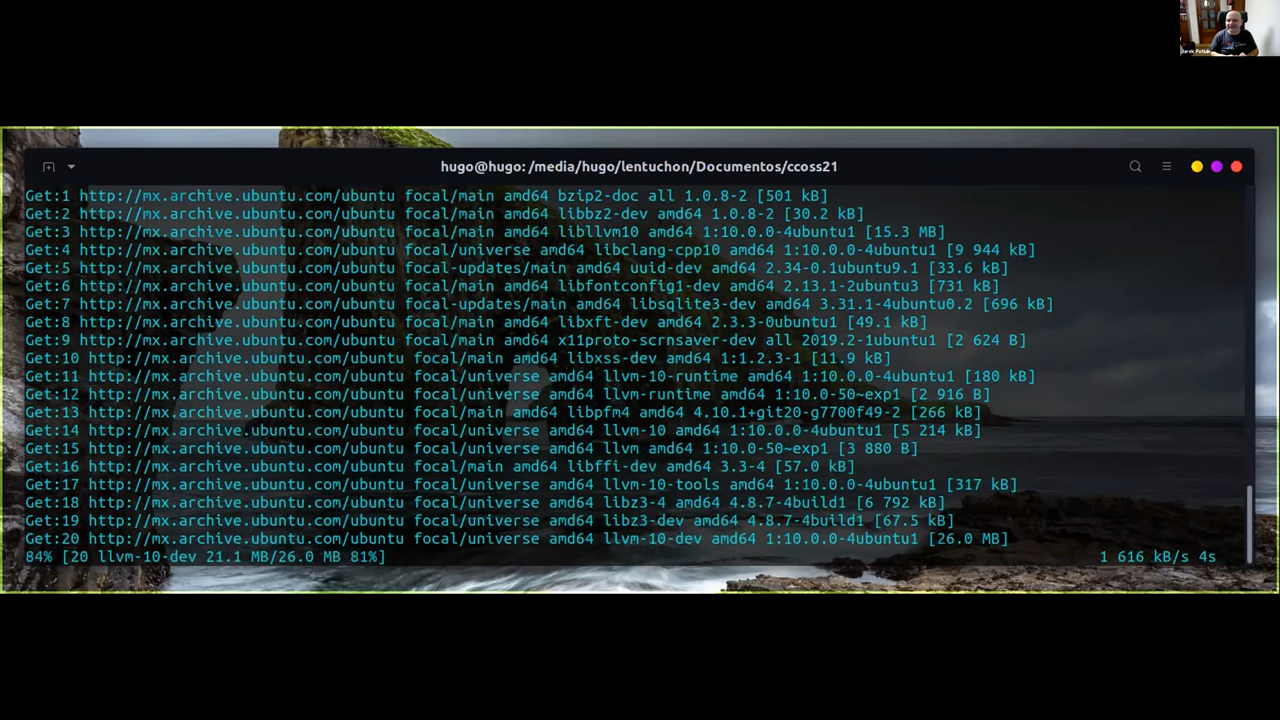 Darek Potiuk
hugo@hugo: /media/hugo/lentuchon/Documentos/ccoss21
Get:1 http://mx.archive.ubuntu.com/ubuntu focal/main amd64 bzip2-doc all 1.0.8-2 [501 kB]
Get:2 http://mx.archive.ubuntu.com/ubuntu focal/main amd64 libbz2-dev amd64 1.0.8-2 [30.2 kB]
Get:3 http://mx.archive.ubuntu.com/ubuntu focal/main amd64 libllvm10 amd64 1:10.0.0-4ubuntu1 [15.3 MB]
Get:4 http://mx.archive.ubuntu.com/ubuntu focal/universe amd64 libclang-cpp10 amd64 1:10.0.0-4ubuntu1 [9 944 kB]
Get:5 http://mx.archive.ubuntu.com/ubuntu focal-updates/main amd64 uuid-dev amd64 2.34-0.1ubuntu9.1 [33.6 kB]
Get:6 http://mx.archive.ubuntu.com/ubuntu focal/main amd64 libfontconfig1-dev amd64 2.13.1-2ubuntu3 [731 kB]
Get:7 http://mx.archive.ubuntu.com/ubuntu focal-updates/main amd64 libsqlite3-dev amd64 3.31.1-4ubuntu0.2 [696 kB]
Get:8 http://mx.archive.ubuntu.com/ubuntu focal/main amd64 libxft-dev amd64 2.3.3-0ubuntu1 [49.1 kB]
Get:9 http://mx.archive.ubuntu.com/ubuntu focal/main amd64 x11proto-scrnsaver-dev all 2019.2-1ubuntu1 [2 624 B]
Get:10 http://mx.archive.ubuntu.com/ubuntu focal/main amd64 libxss-dev amd64 1:1.2.3-1 [11.9 kB]
Get:11 http://mx.archive.ubuntu.com/ubuntu focal/universe amd64 llvm-10-runtime amd64 1:10.0.0-4ubuntu1 [180 kB]
Get:12 http://mx.archive.ubuntu.com/ubuntu focal/universe amd64 llvm-runtime amd64 1:10.0-50~exp1 [2 916 B]
Get:13 http://mx.archive.ubuntu.com/ubuntu focal/main amd64 libpfm4 amd64 4.10.1+git20-g7700f49-2 [266 kB]
Get:14 http://mx.archive.ubuntu.com/ubuntu focal/universe amd64 llvm-10 amd64 1:10.0.0-4ubuntu1 [5 214 kB]
Get:15 http://mx.archive.ubuntu.com/ubuntu focal/universe amd64 llvm amd64 1:10.0-50~exp1 [3 880 B]
Get:16 http://mx.archive.ubuntu.com/ubuntu focal/main amd64 libffi-dev amd64 3.3-4 [57.0 kB]
Get:17 http://mx.archive.ubuntu.com/ubuntu focal/universe amd64 llvm-10-tools amd64 1:10.0.0-4ubuntu1 [317 kB]
Get:18 http://mx.archive.ubuntu.com/ubuntu focal/universe amd64 libz3-4 amd64 4.8.7-4build1 [6 792 kB]
Get:19 http://mx.archive.ubuntu.com/ubuntu focal/universe amd64 libz3-dev amd64 4.8.7-4build1 [67.5 kB]
Get:20 http://mx.archive.ubuntu.com/ubuntu focal/universe amd64 llvm-10-dev amd64 1:10.0.0-4ubuntu1 [26.0 MB]
84% [20 llvm-10-dev 21.1 MB/26.0 MB 81%] 1 616 kB/s 4s